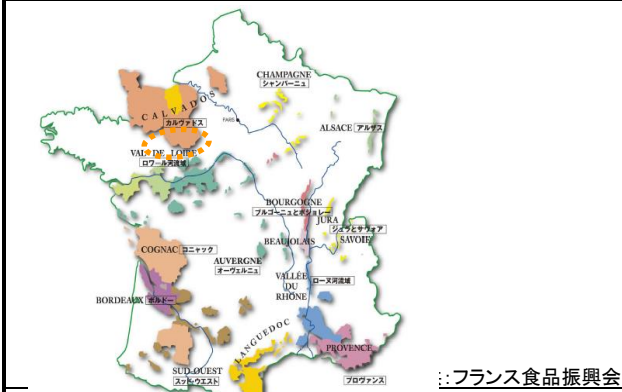 CHAMPAGNE
シャンパーニュ
CALVADOS
カルヴァドス
PARIS
ALSACE アルザス
VAL DE LOIRE
ロワール河流域
BOURGOGNE
ブルゴーニュとボジョレー
JURA
ジュラとサヴォア
SAVOIE
BEAUJOLAIS
COGNAC コニャック
AUVERGNE
オーヴェルニュ
VALLÉE
DU
RHÔNE
ローヌ河流域
BORDEAUX ボルドー
LANGUEDOC
PROVENCE
プロヴァンス
SUD-OUEST
スッド・ウエスト
:フランス食品振興会